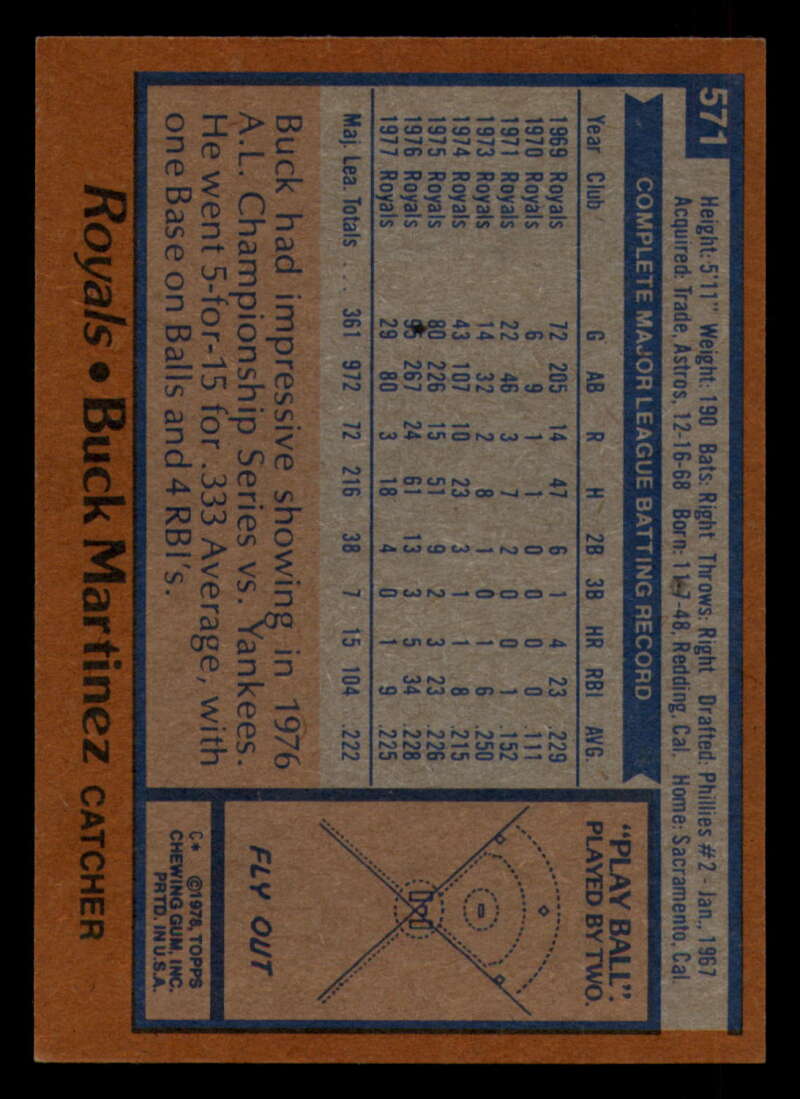 571
Height: 5'11" Weight: 190 Bats: Right Throws: Right Drafted: Phillies #2 - Jan., 1967
Acquired: Trade, Astros, 12-16-68 Born: 11-7-48, Redding, Cal. Home: Sacramento, Cal
COMPLETE MAJOR LEAGUE BATTING RECORD
Year Club G AB R H 2B 3B HR RBI AVG.
1969 Royals 72 205 14 47 6 1 4 23 .229
1970 Royals 6 9 1 1 0 0 0 0 .111
1971 Royals 22 46 3 7 2 0 0 1 .152
1973 Royals 14 32 2 8 1 0 1 6 .250
1974 Royals 43 107 10 23 3 1 1 8 .215
1975 Royals 80 226 15 51 9 2 3 23 .226
1976 Royals 95 267 24 61 13 3 5 34 .228
1977 Royals 29 80 3 18 4 0 1 9 .225
Maj. Lea. Totals ... 361 972 72 216 38 7 15 104 .222
Buck had impressive showing in 1976
A.L. Championship Series vs. Yankees.
He went 5-for-15 for .333 Average, with
one Base on Balls and 4 RBI's.
"PLAY BALL".
PLAYED BY TWO.
FLY OUT
C* ©1978, TOPPS
CHEWING GUM, INC.
PRTD. IN U.S.A.
Royals • Buck Martinez CATCHER